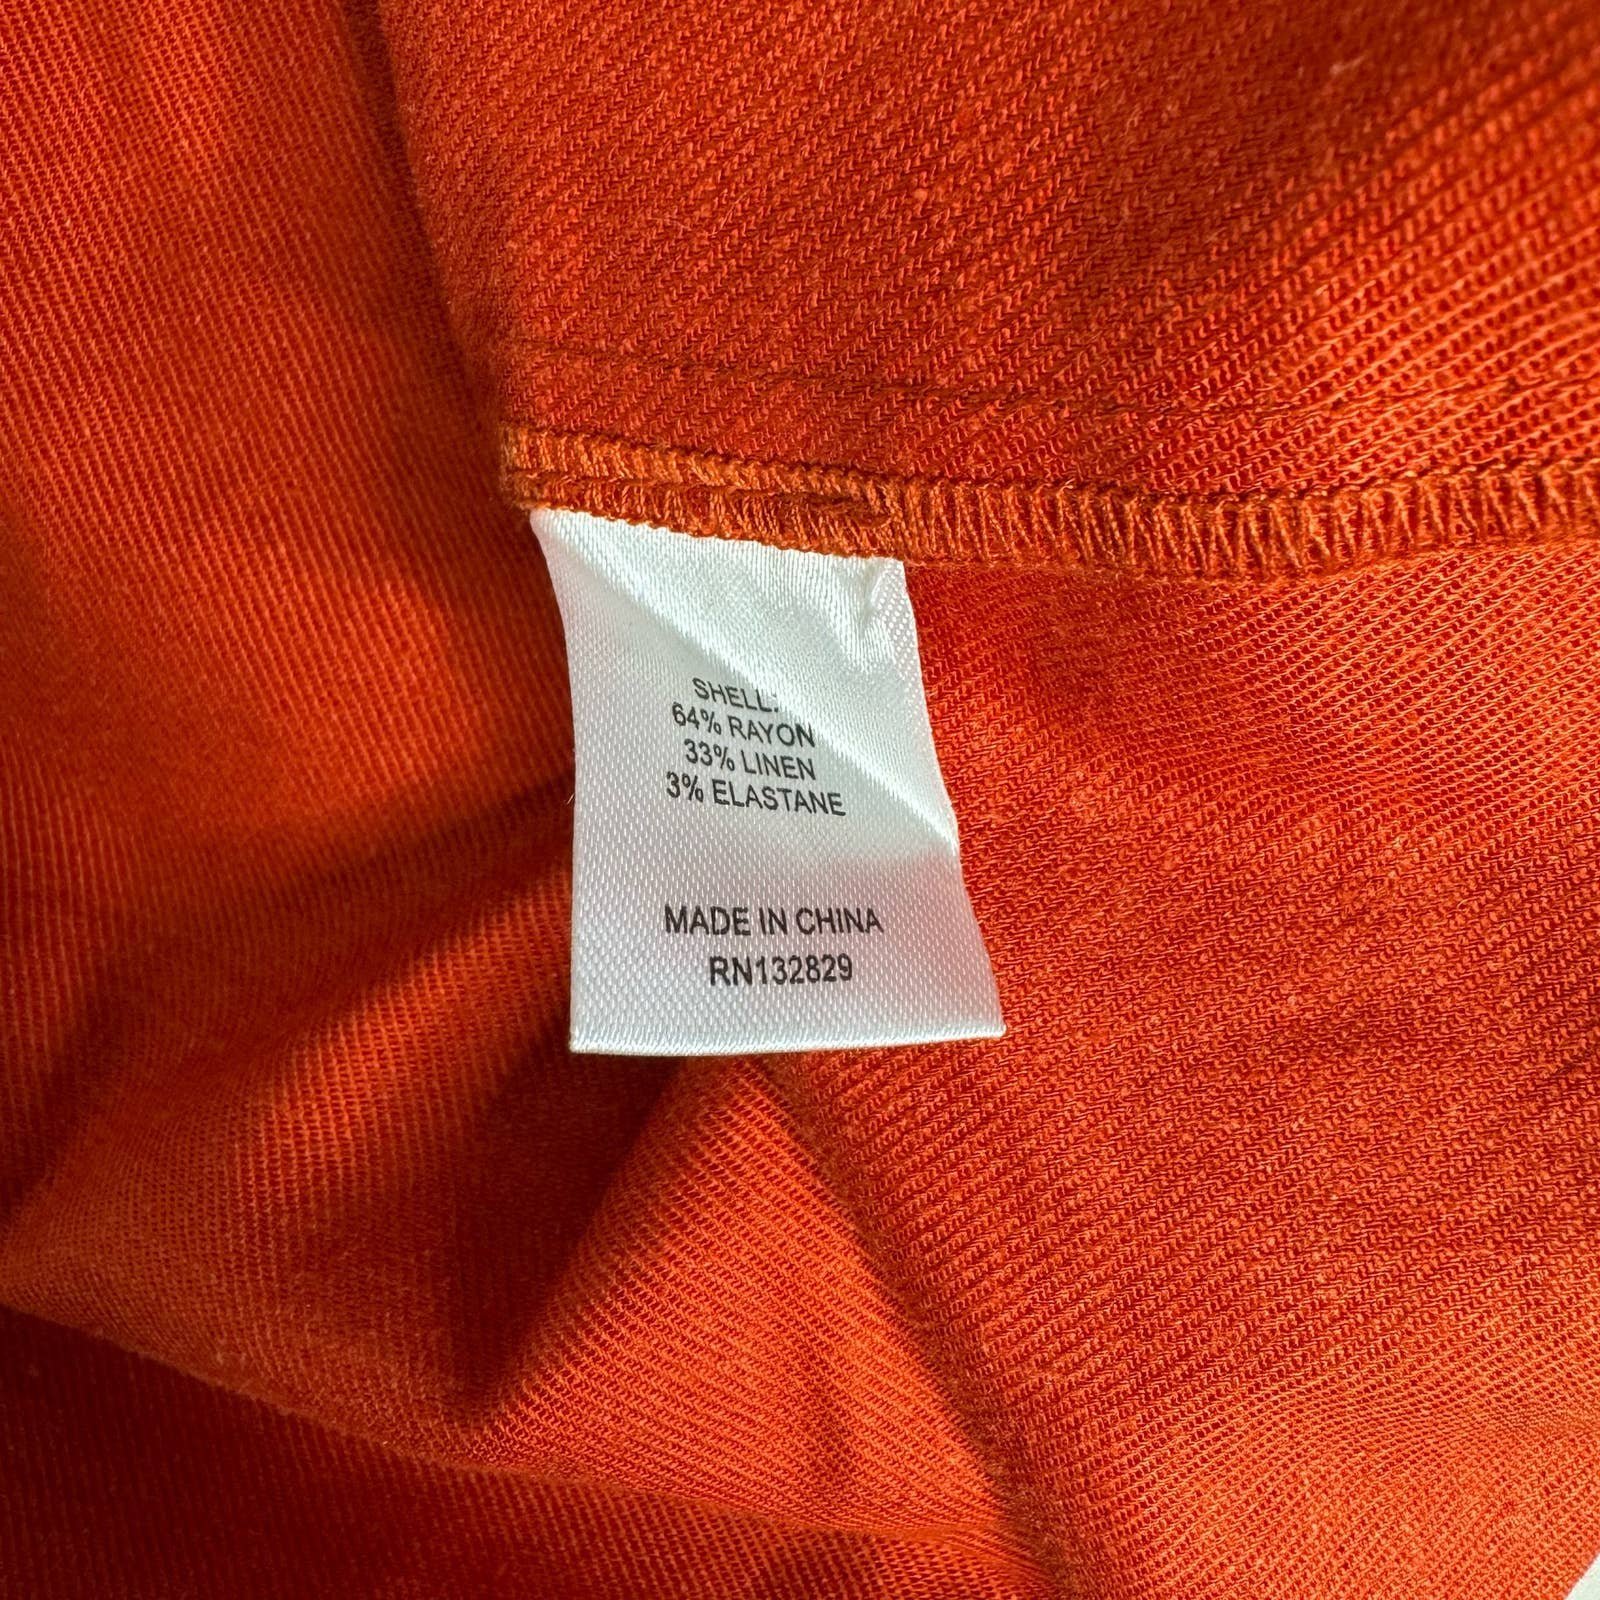 SHELL:
64% RAYON
33% LINEN
3% ELASTANE
MADE IN CHINA
RN132829